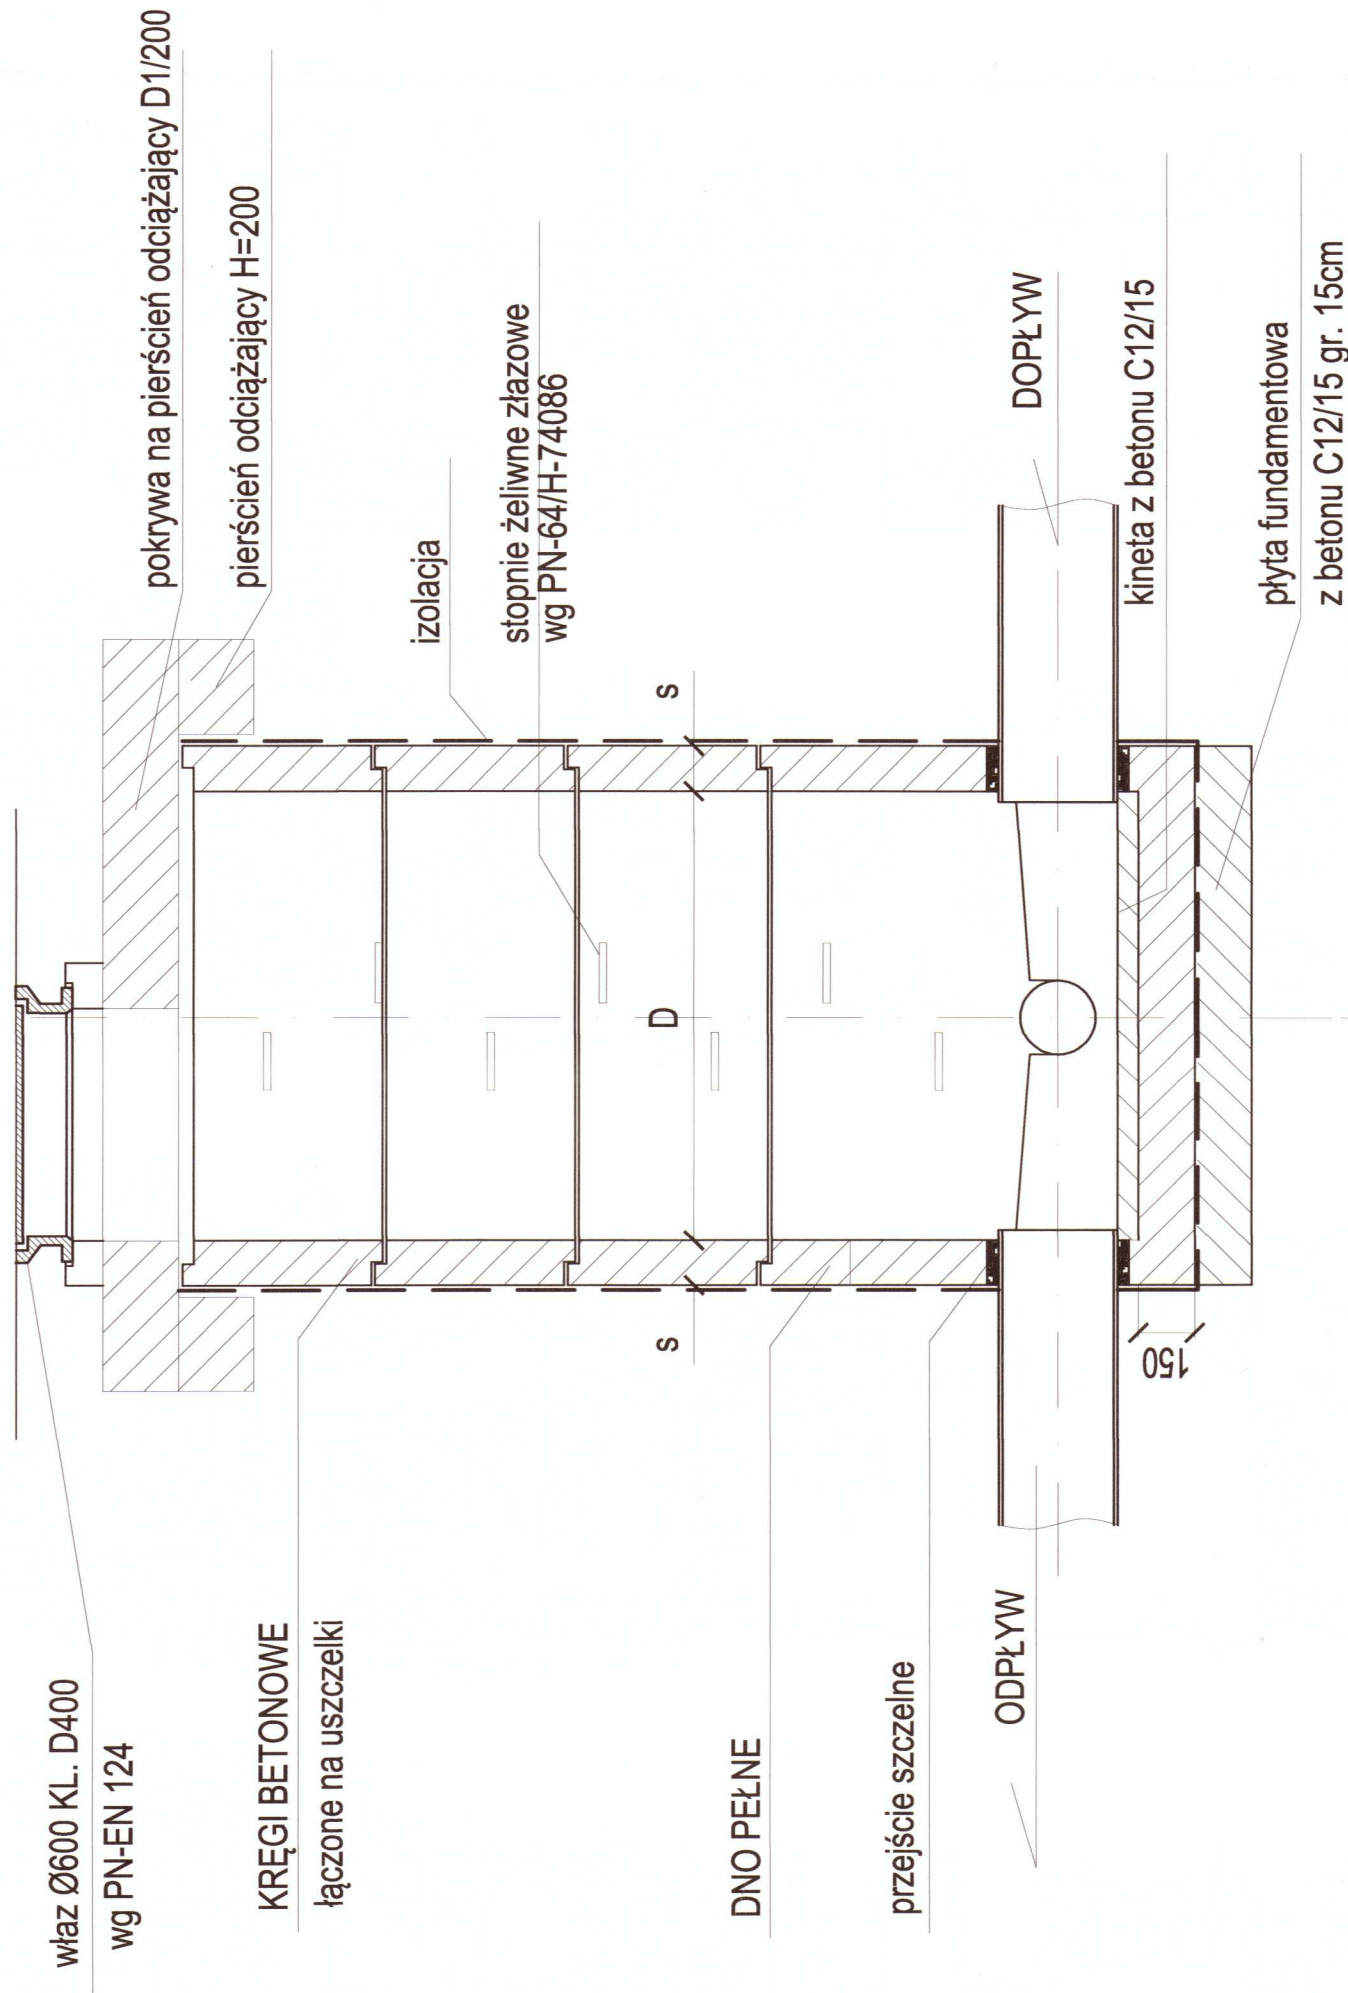 właz Ø600 KL. D400
wg PN-EN 124
pokrywa na pierścień odciążający D1/200
pierścień odciążający H=200
KRĘGI BETONOWE
łączone na uszczelki
izolacja
stopnie żeliwne złazowe
wg PN-64/H-74086
s
D
s
DNO PEŁNE
przejście szczelne
ODPŁYW
DOPŁYW
150
kineta z betonu C12/15
płyta fundamentowa
z betonu C12/15 gr. 15cm